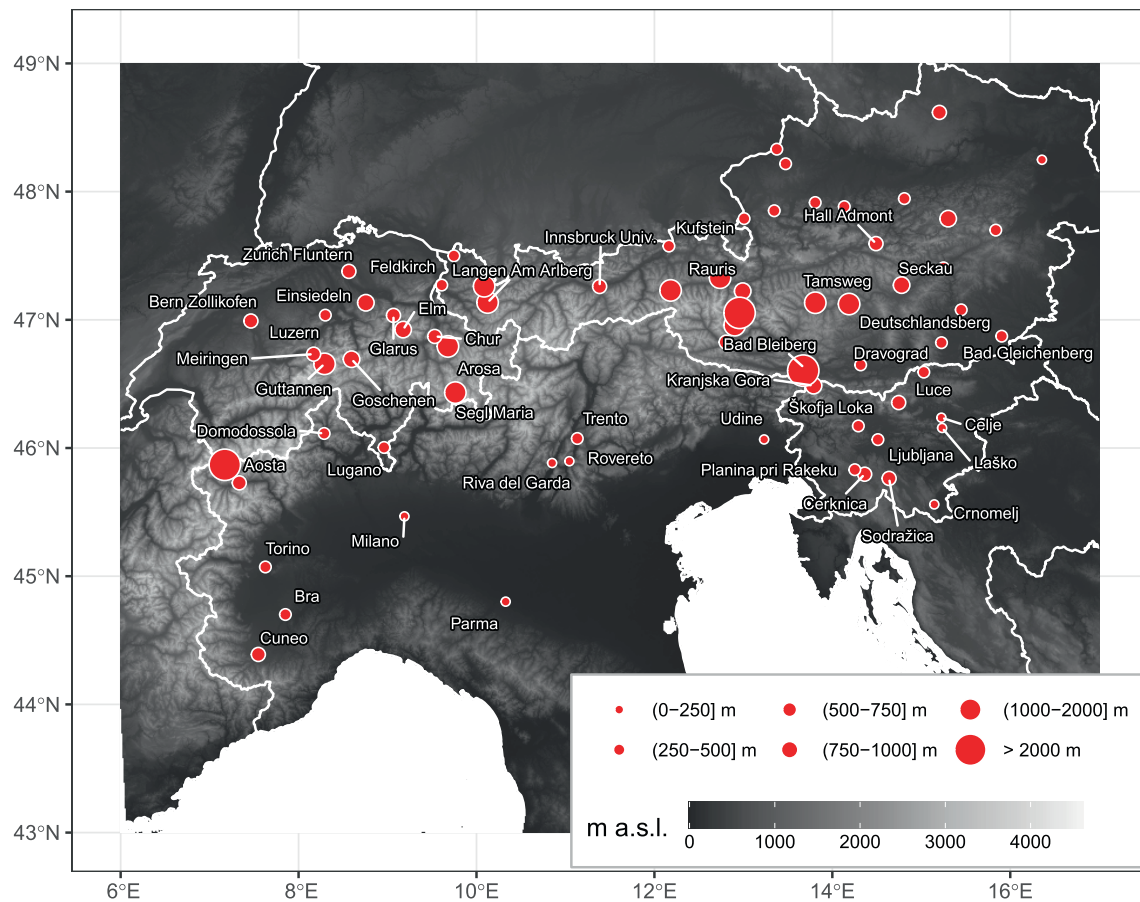 49°N
48°N
47°N
46°N
45°N
44°N
43°N
Hall Admont
Kufstein
Innsbruck Univ.
Zurich Fluntern
Feldkirch
Langen Am Arlberg
Rauris
Seckau
Tamsweg
Einsiedeln
Bern Zollikofen
Elm
Luzern
Deutschlandsberg
Chur
Glarus
Bad Bleiberg
Dravograd
Bad Gleichenberg
Meiringen
Arosa
Kranjska Gora
Guttannen
Goschenen
Luce
Segl Maria
Škofja Loka
Trento
Udine
Celje
Domodossola
Ljubljana
Rovereto
Laško
Aosta
Lugano
Planina pri Rakeku
Riva del Garda
Cerknica
Crnomelj
Sodražica
Milano
Torino
Bra
Parma
Cuneo
(0−250] m
(500−750] m
(1000−2000] m
(250−500] m
(750−1000] m
> 2000 m
m a.s.l.
0
1000
2000
3000
4000
6°E
8°E
10°E
12°E
14°E
16°E